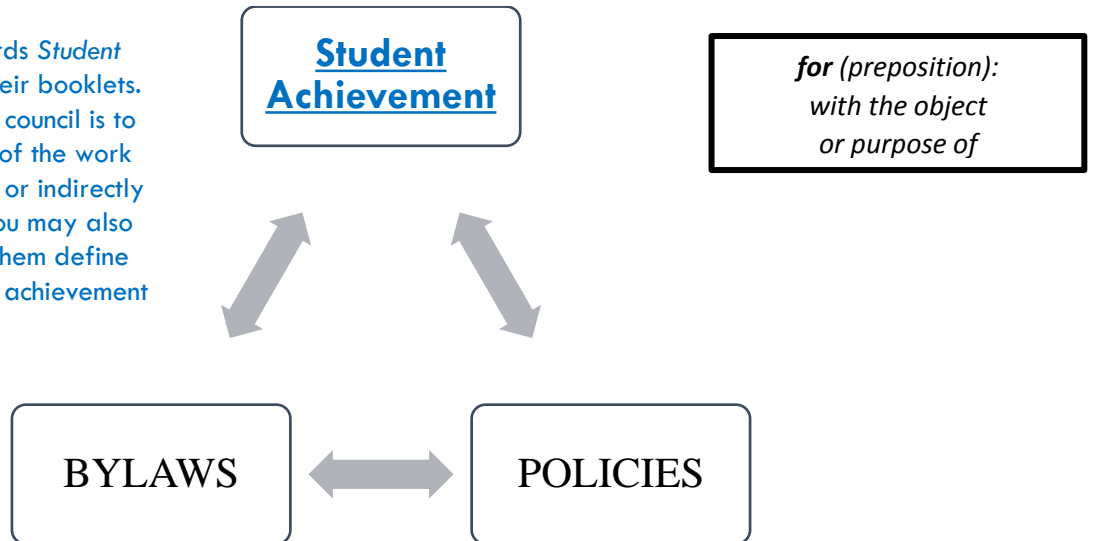 rds Student
eir booklets.
council is to
of the work
or indirectly
ou may also
hem define
achievement
Student
Achievement
for (preposition):
with the object
or purpose of
BYLAWS
POLICIES